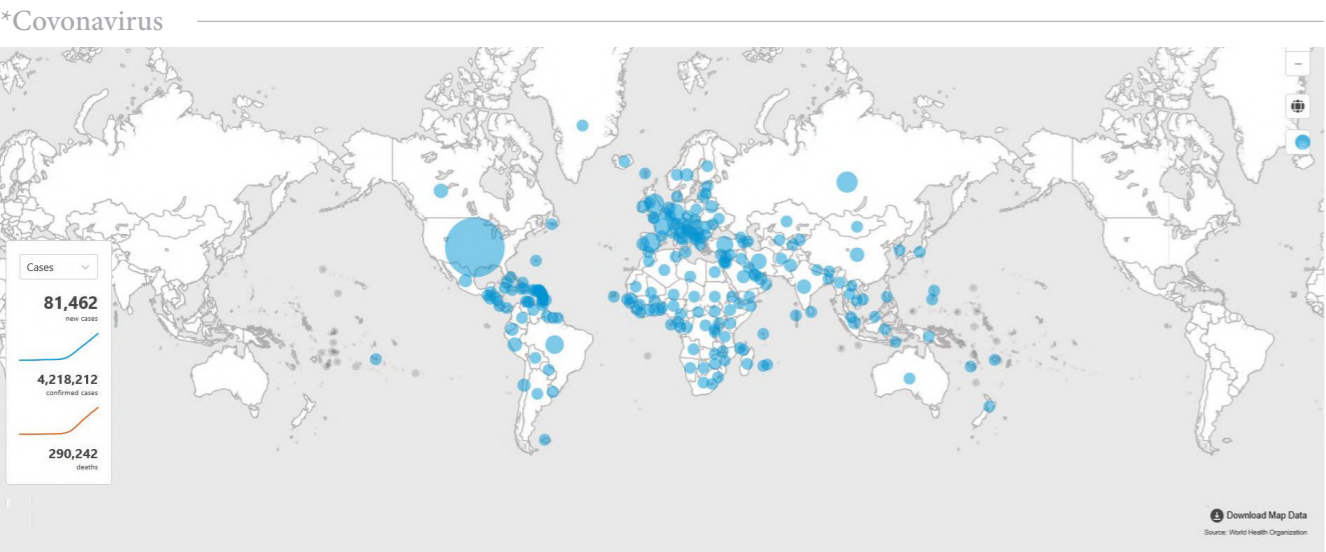 *Covonavirus
Cases
81,462
new cases
4,218,212
confirmed cases
290,242
deaths
Download Map Data
Source: World Health Organization